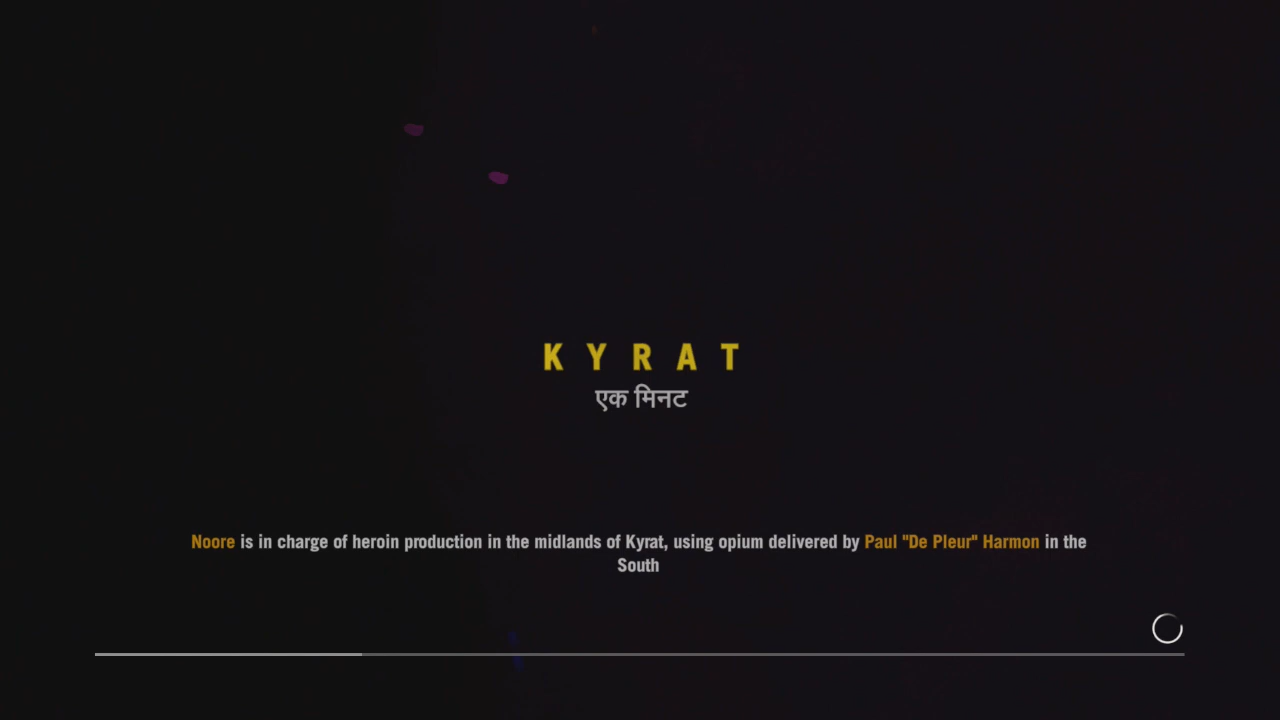 KYRAT
एक मिनट
Noore is in charge of heroin production in the midlands of Kyrat, using opium delivered by Paul "De Pleur" Harmon in the
South